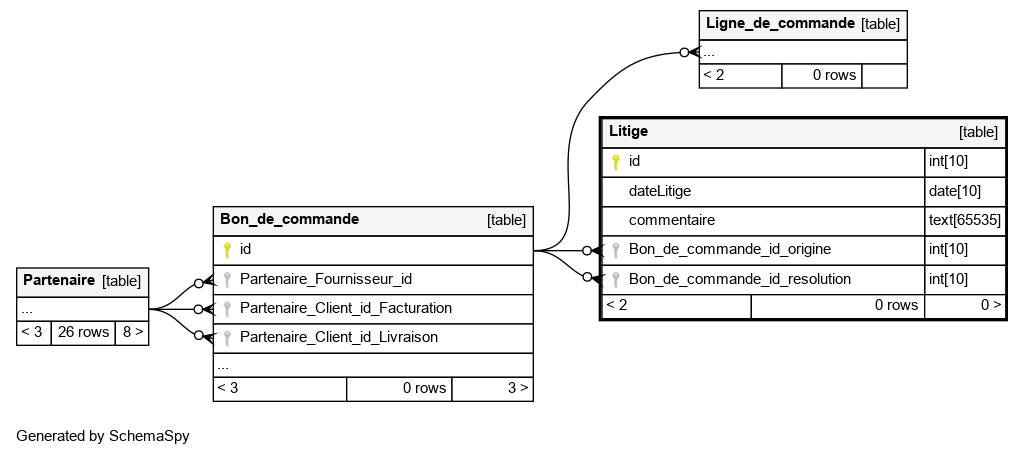 Ligne_de_commande [table]
...
< 2 0 rows
Litige [table]
id int[10]
dateLitige date[10]
commentaire text[65535]
Bon_de_commande_id_origine int[10]
Bon_de_commande_id_resolution int[10]
< 2 0 rows 0 >
Bon_de_commande [table]
id
Partenaire_Fournisseur_id
Partenaire_Client_id_Facturation
Partenaire_Client_id_Livraison
...
< 3 0 rows 3 >
Partenaire [table]
...
< 3 26 rows 8 >
Generated by SchemaSpy